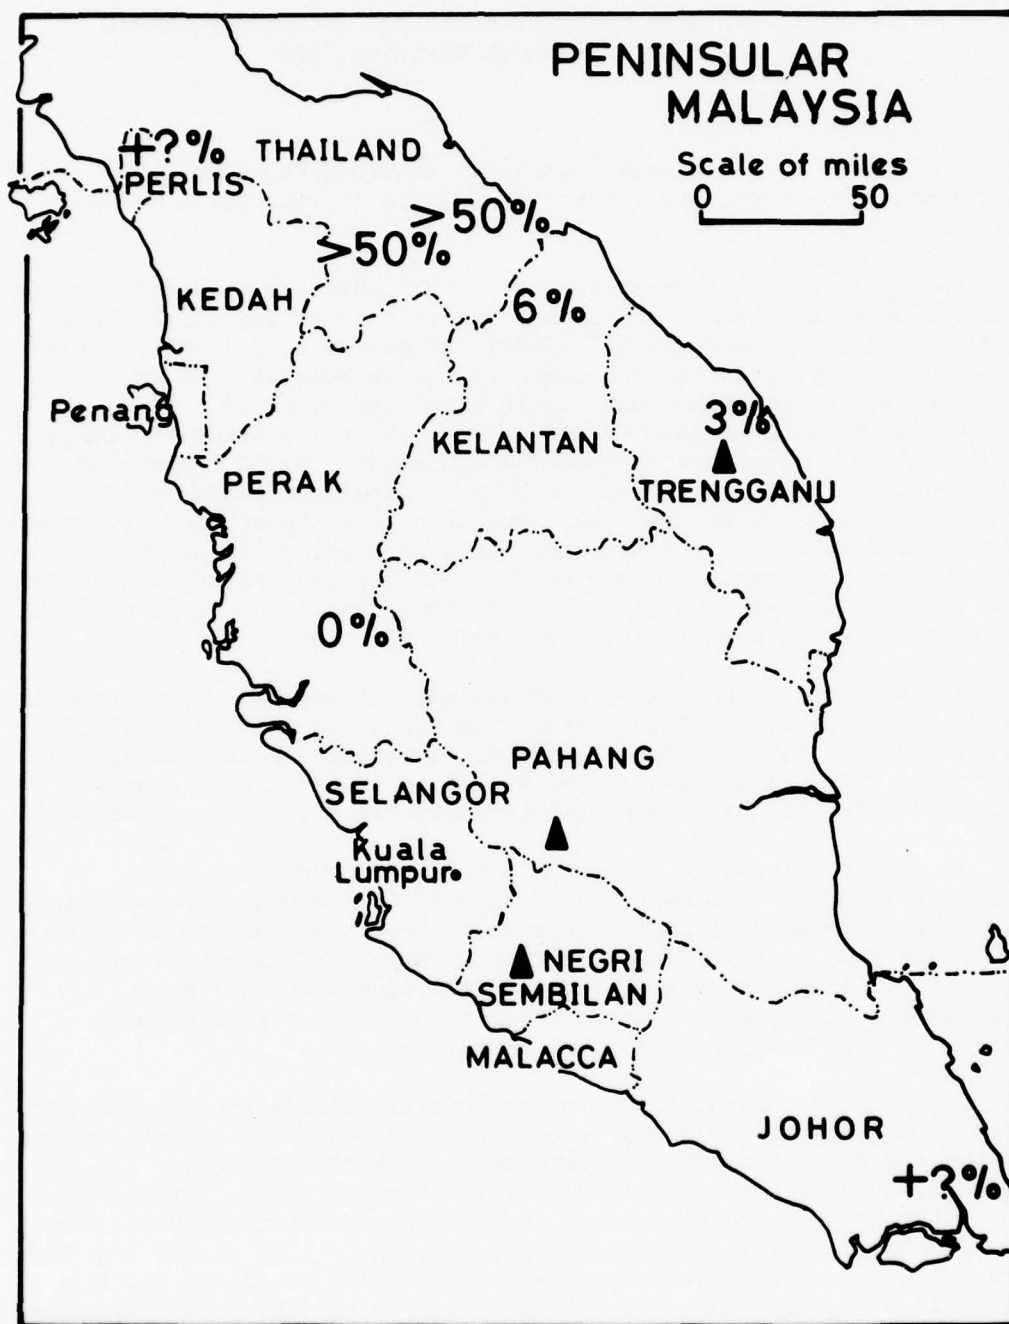 PENINSULAR
MALAYSIA
Scale of miles
0 50
+?%
THAILAND
PERLIS
>50%
>50%
KEDAH
6%
Penang
3%
KELANTAN
PERAK
TRENGGANU
0%
PAHANG
SELANGOR
Kuala
Lumpur
NEGRI
SEMBILAN
MALACCA
JOHOR
+?%